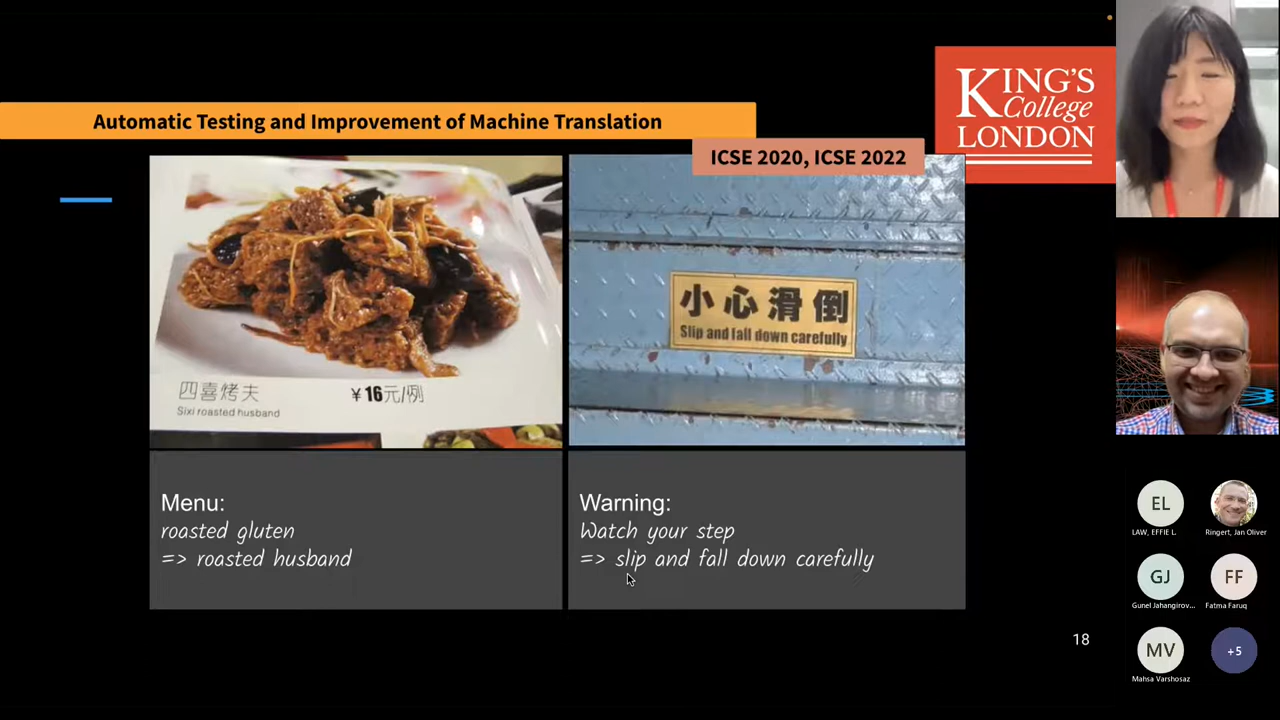 Automatic Testing and Improvement of Machine Translation
ICSE 2020, ICSE 2022
KING'S
College
LONDON
四喜烤夫 ¥16元/例
Sixi roasted husband
小心滑倒
Slip and fall down carefully
Menu:
roasted gluten
=> roasted husband
Warning:
Watch your step
=> slip and fall down carefully
18
EL
LAW, EFFIE L.
Ringert, Jan Oliver
GJ
Gunel Jahangirov...
FF
Fatma Faruq
MV
Mahsa Varshosaz
+5